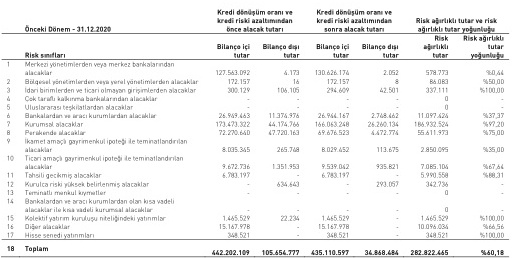 Kredi dönüşüm oranı ve kredi riski azaltımından önce alacak tutarı
Kredi dönüşüm oranı ve kredi riski azaltımından sonra alacak tutarı
Risk ağırlıklı tutar ve risk ağırlıklı tutar yoğunluğu
Önceki Dönem - 31.12.2020
Risk sınıfları Bilanço içi tutar Bilanço dışı tutar Bilanço içi tutar Bilanço dışı tutar Risk ağırlıklı tutar Risk ağırlıklı tutar yoğunluğu
1 Merkezi yönetimlerden veya merkez bankalarından
alacaklar 127.563.092 4.173 130.626.174 2.052 578.773 %0,44
2 Bölgesel yönetimlerden veya yerel yönetimlerden alacaklar 172.157 16 172.157 8 86.083 %50,00
3 İdari birimlerden ve ticari olmayan girişimlerden alacaklar 300.129 106.105 294.609 42.501 337.111 %100,00
4 Çok taraflı kalkınma bankalarından alacaklar - - - - 0 -
5 Uluslararası teşkilatlardan alacaklar - - - - 0 -
6 Bankalardan ve aracı kurumlardan alacaklar 26.949.463 11.374.976 26.944.167 2.748.462 11.097.424 %37,37
7 Kurumsal alacaklar 173.473.322 44.174.766 166.063.248 26.260.134 186.932.524 %97,20
8 Perakende alacaklar 72.270.640 47.720.163 69.676.523 4.472.774 55.611.973 %75,00
9 İkamet amaçlı gayrimenkul ipoteği ile teminatlandırılan
alacaklar 8.035.345 265.748 8.029.452 113.675 2.850.095 %35,00
10 Ticari amaçlı gayrimenkul ipoteği ile teminatlandırılan
alacaklar 9.672.736 1.351.953 9.539.042 935.821 7.085.104 %67,64
11 Tahsili gecikmiş alacaklar 6.783.197 - 6.783.197 - 5.990.558 %88,31
12 Kurulca riski yüksek belirlenmiş alacaklar - 634.643 - 293.057 342.736 -
13 Teminatlı menkul kıymetler - - - - 0 -
14 Bankalardan ve aracı kurumlardan olan kısa vadeli
alacaklar ile kısa vadeli kurumsal alacaklar - - - - 0 -
15 Kolektif yatırım kuruluşu niteliğindeki yatırımlar 1.465.529 22.234 1.465.529 - 1.465.529 %100,00
16 Diğer alacaklar 15.167.978 - 15.167.978 - 10.096.034 %66,56
17 Hisse senedi yatırımları 348.521 - 348.521 - 348.521 %100,00
18 Toplam 442.202.109 105.654.777 435.110.597 34.868.484 282.822.465 %60,18